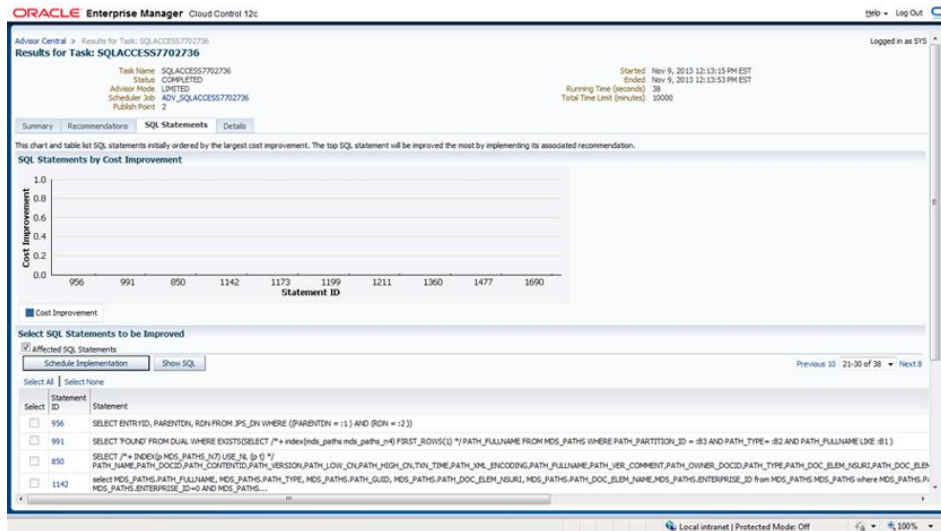 ORACLE Enterprise Manager Cloud Control 12c
Help Log Out
Advisor Central > Results for Task: SQLACCESS7702736
Logged in as SYS
Results for Task: SQLACCESS7702736
Task Name SQLACCESS7702736
Status COMPLETED
Advisor Mode LIMITED
Scheduler Job ADV_SQLACCESS7702736
Publish Point 2
Started Nov 9, 2013 12:13:15 PM EST
Ended Nov 9, 2013 12:13:53 PM EST
Running Time (seconds) 38
Total Time Limit (minutes) 10000
Summary Recommendations SQL Statements Details
This chart and table list SQL statements initially ordered by the largest cost improvement. The top SQL statement will be improved the most by implementing its associated recommendation.
SQL Statements by Cost Improvement
Cost Improvement
1.0
0.8
0.6
0.4
0.2
0.0
956 991 850 1142 1173 1199 1211 1360 1477 1690
Statement ID
Cost Improvement
Select SQL Statements to be Improved
Affected SQL Statements
Schedule Implementation Show SQL
Previous 10 21-30 of 38 Next 8
Select All | Select None
Select Statement ID Statement
956 SELECT ENTRYID, PARENTDN, RDN FROM JPS_DN WHERE ((PARENTDN = :1) AND (RDN = :2))
991 SELECT 'FOUND' FROM DUAL WHERE EXISTS(SELECT /*+ index(mds_paths mds_paths_n4) FIRST_ROWS(1) */ PATH_FULLNAME FROM MDS_PATHS WHERE PATH_PARTITION_ID = :B3 AND PATH_TYPE= :B2 AND PATH_FULLNAME LIKE :B1 )
850 SELECT /*+ INDEX(p MDS_PATHS_N7) USE_NL (p t) */
PATH_NAME,PATH_DOCID,PATH_CONTENTID,PATH_VERSION,PATH_LOW_CN,PATH_HIGH_CN,TXN_TIME,PATH_XML_ENCODING,PATH_FULLNAME,PATH_VER_COMMENT,PATH_OWNER_DOCID,PATH_TYPE,PATH_DOC_ELEM_NSURI,PATH_DOC_ELEM
1142 select MDS_PATHS.PATH_FULLNAME, MDS_PATHS.PATH_TYPE, MDS_PATHS.PATH_GUID, MDS_PATHS.PATH_DOC_ELEM_NSURI, MDS_PATHS.PATH_DOC_ELEM_NAME,MDS_PATHS.ENTERPRISE_ID from MDS_PATHS MDS_PATHS where MDS_PATHS.PA
MDS_PATHS.ENTERPRISE_ID=0 AND MDS_PATHS...
Local intranet | Protected Mode: Off
100%